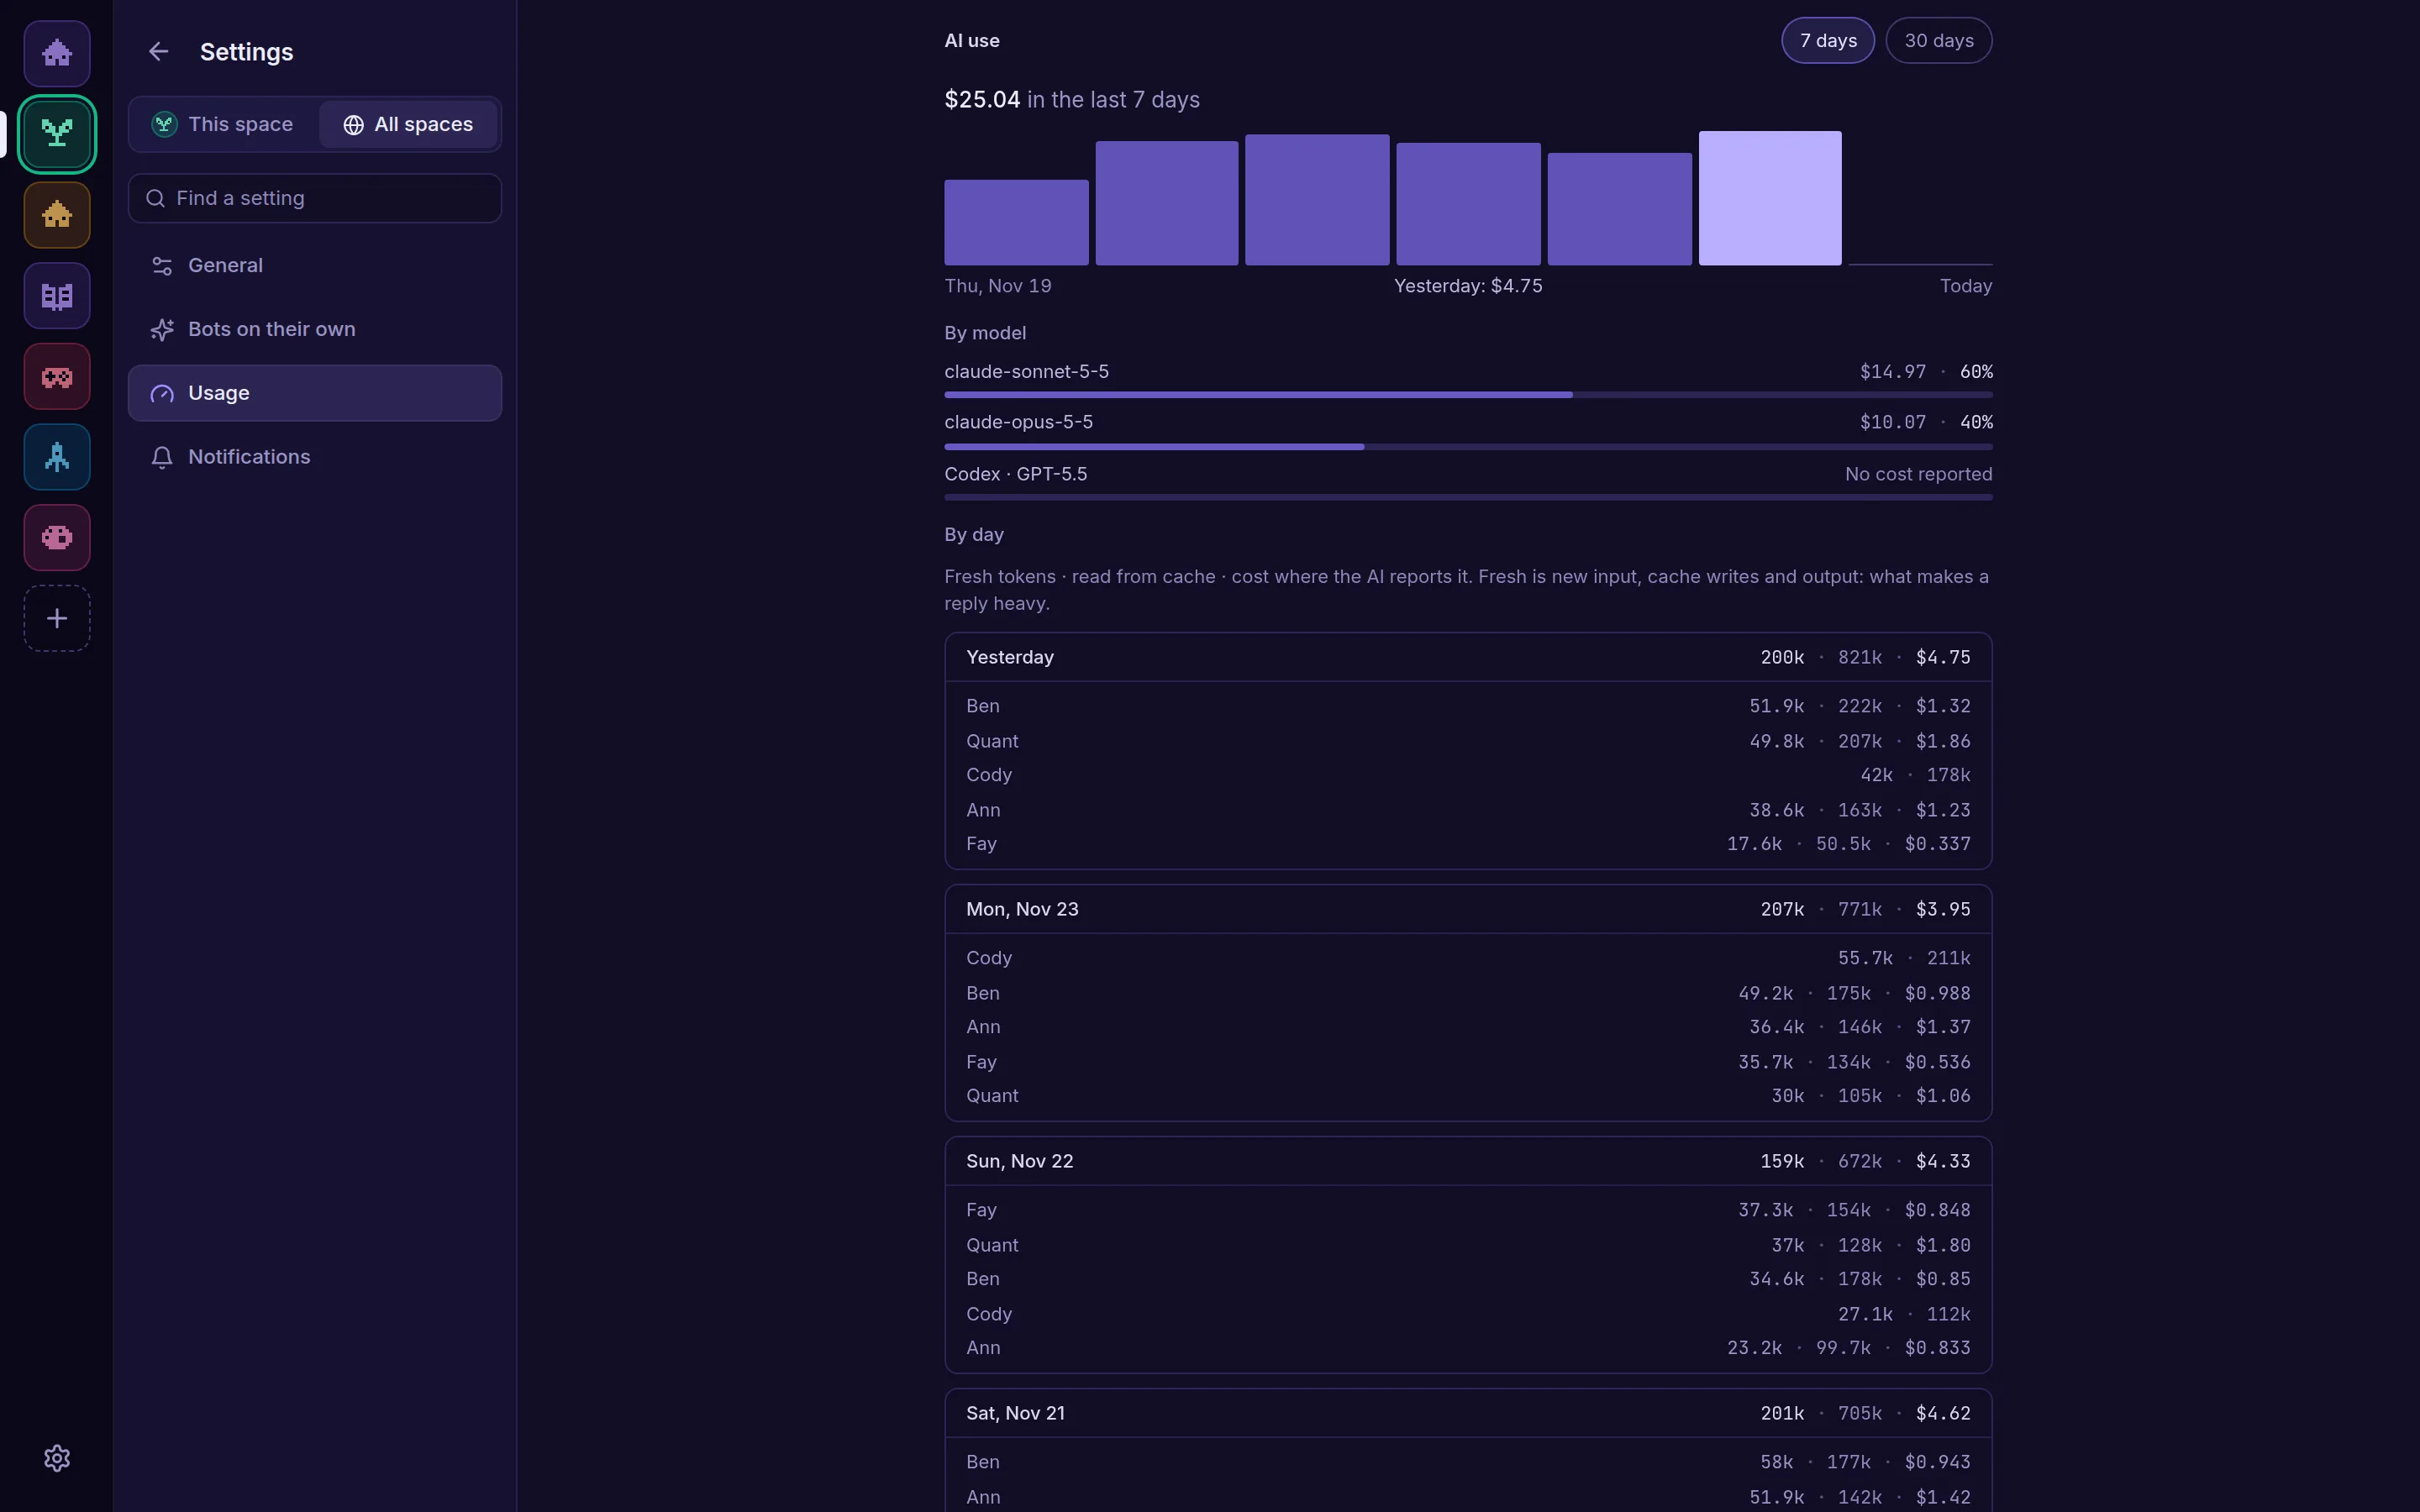 Settings
This space
All spaces
Find a setting
General
Bots on their own
Usage
Notifications
AI use
7 days
30 days
$25.04 in the last 7 days
Thu, Nov 19
Yesterday: $4.75
Today
By model
claude-sonnet-5-5 $14.97 · 60%
claude-opus-5-5 $10.07 · 40%
Codex · GPT-5.5 No cost reported
By day
Fresh tokens · read from cache · cost where the AI reports it. Fresh is new input, cache writes and output: what makes a
reply heavy.
Yesterday 200k · 821k · $4.75
Ben 51.9k · 222k · $1.32
Quant 49.8k · 207k · $1.86
Cody 42k · 178k
Ann 38.6k · 163k · $1.23
Fay 17.6k · 50.5k · $0.337
Mon, Nov 23 207k · 771k · $3.95
Cody 55.7k · 211k
Ben 49.2k · 175k · $0.988
Ann 36.4k · 146k · $1.37
Fay 35.7k · 134k · $0.536
Quant 30k · 105k · $1.06
Sun, Nov 22 159k · 672k · $4.33
Fay 37.3k · 154k · $0.848
Quant 37k · 128k · $1.80
Ben 34.6k · 178k · $0.85
Cody 27.1k · 112k
Ann 23.2k · 99.7k · $0.833
Sat, Nov 21 201k · 705k · $4.62
Ben 58k · 177k · $0.943
Ann 51.9k · 142k · $1.42